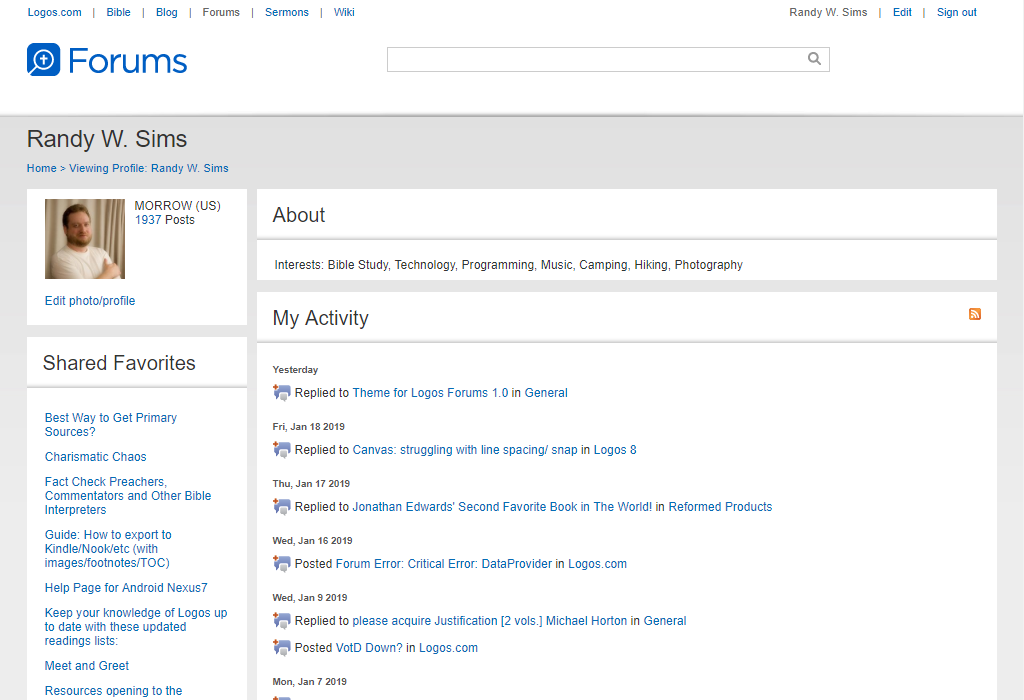 Logos.com | Bible | Blog | Forums | Sermons | Wiki
Randy W. Sims | Edit | Sign out
Forums
Randy W. Sims
Home > Viewing Profile: Randy W. Sims
MORROW (US)
1937 Posts
Edit photo/profile
Shared Favorites
Best Way to Get Primary
Sources?
Charismatic Chaos
Fact Check Preachers,
Commentators and Other Bible
Interpreters
Guide: How to export to
Kindle/Nook/etc (with
images/footnotes/TOC)
Help Page for Android Nexus7
Keep your knowledge of Logos up
to date with these updated
readings lists:
Meet and Greet
Resources opening to the
About
Interests: Bible Study, Technology, Programming, Music, Camping, Hiking, Photography
My Activity
Yesterday
Replied to Theme for Logos Forums 1.0 in General
Fri, Jan 18 2019
Replied to Canvas: struggling with line spacing/ snap in Logos 8
Thu, Jan 17 2019
Replied to Jonathan Edwards' Second Favorite Book in The World! in Reformed Products
Wed, Jan 16 2019
Posted Forum Error: Critical Error: DataProvider in Logos.com
Wed, Jan 9 2019
Replied to please acquire Justification [2 vols.] Michael Horton in General
Posted VotD Down? in Logos.com
Mon, Jan 7 2019